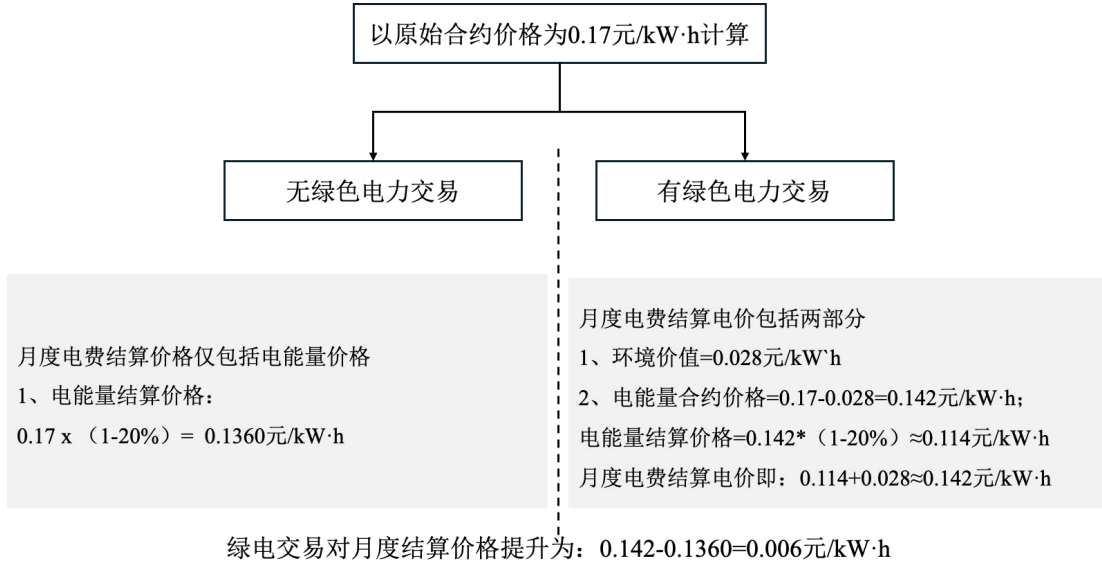 以原始合约价格为0.17元/kW·h计算
无绿色电力交易
有绿色电力交易
月度电费结算价格仅包括电能量价格
1、电能量结算价格：
0.17 x （1-20%）= 0.1360元/kW·h
月度电费结算电价包括两部分
1、环境价值=0.028元/kW`h
2、电能量合约价格=0.17-0.028=0.142元/kW·h；
电能量结算价格=0.142*（1-20%）≈0.114元/kW·h
月度电费结算电价即：0.114+0.028≈0.142元/kW·h
绿电交易对月度结算价格提升为：0.142-0.1360=0.006元/kW·h